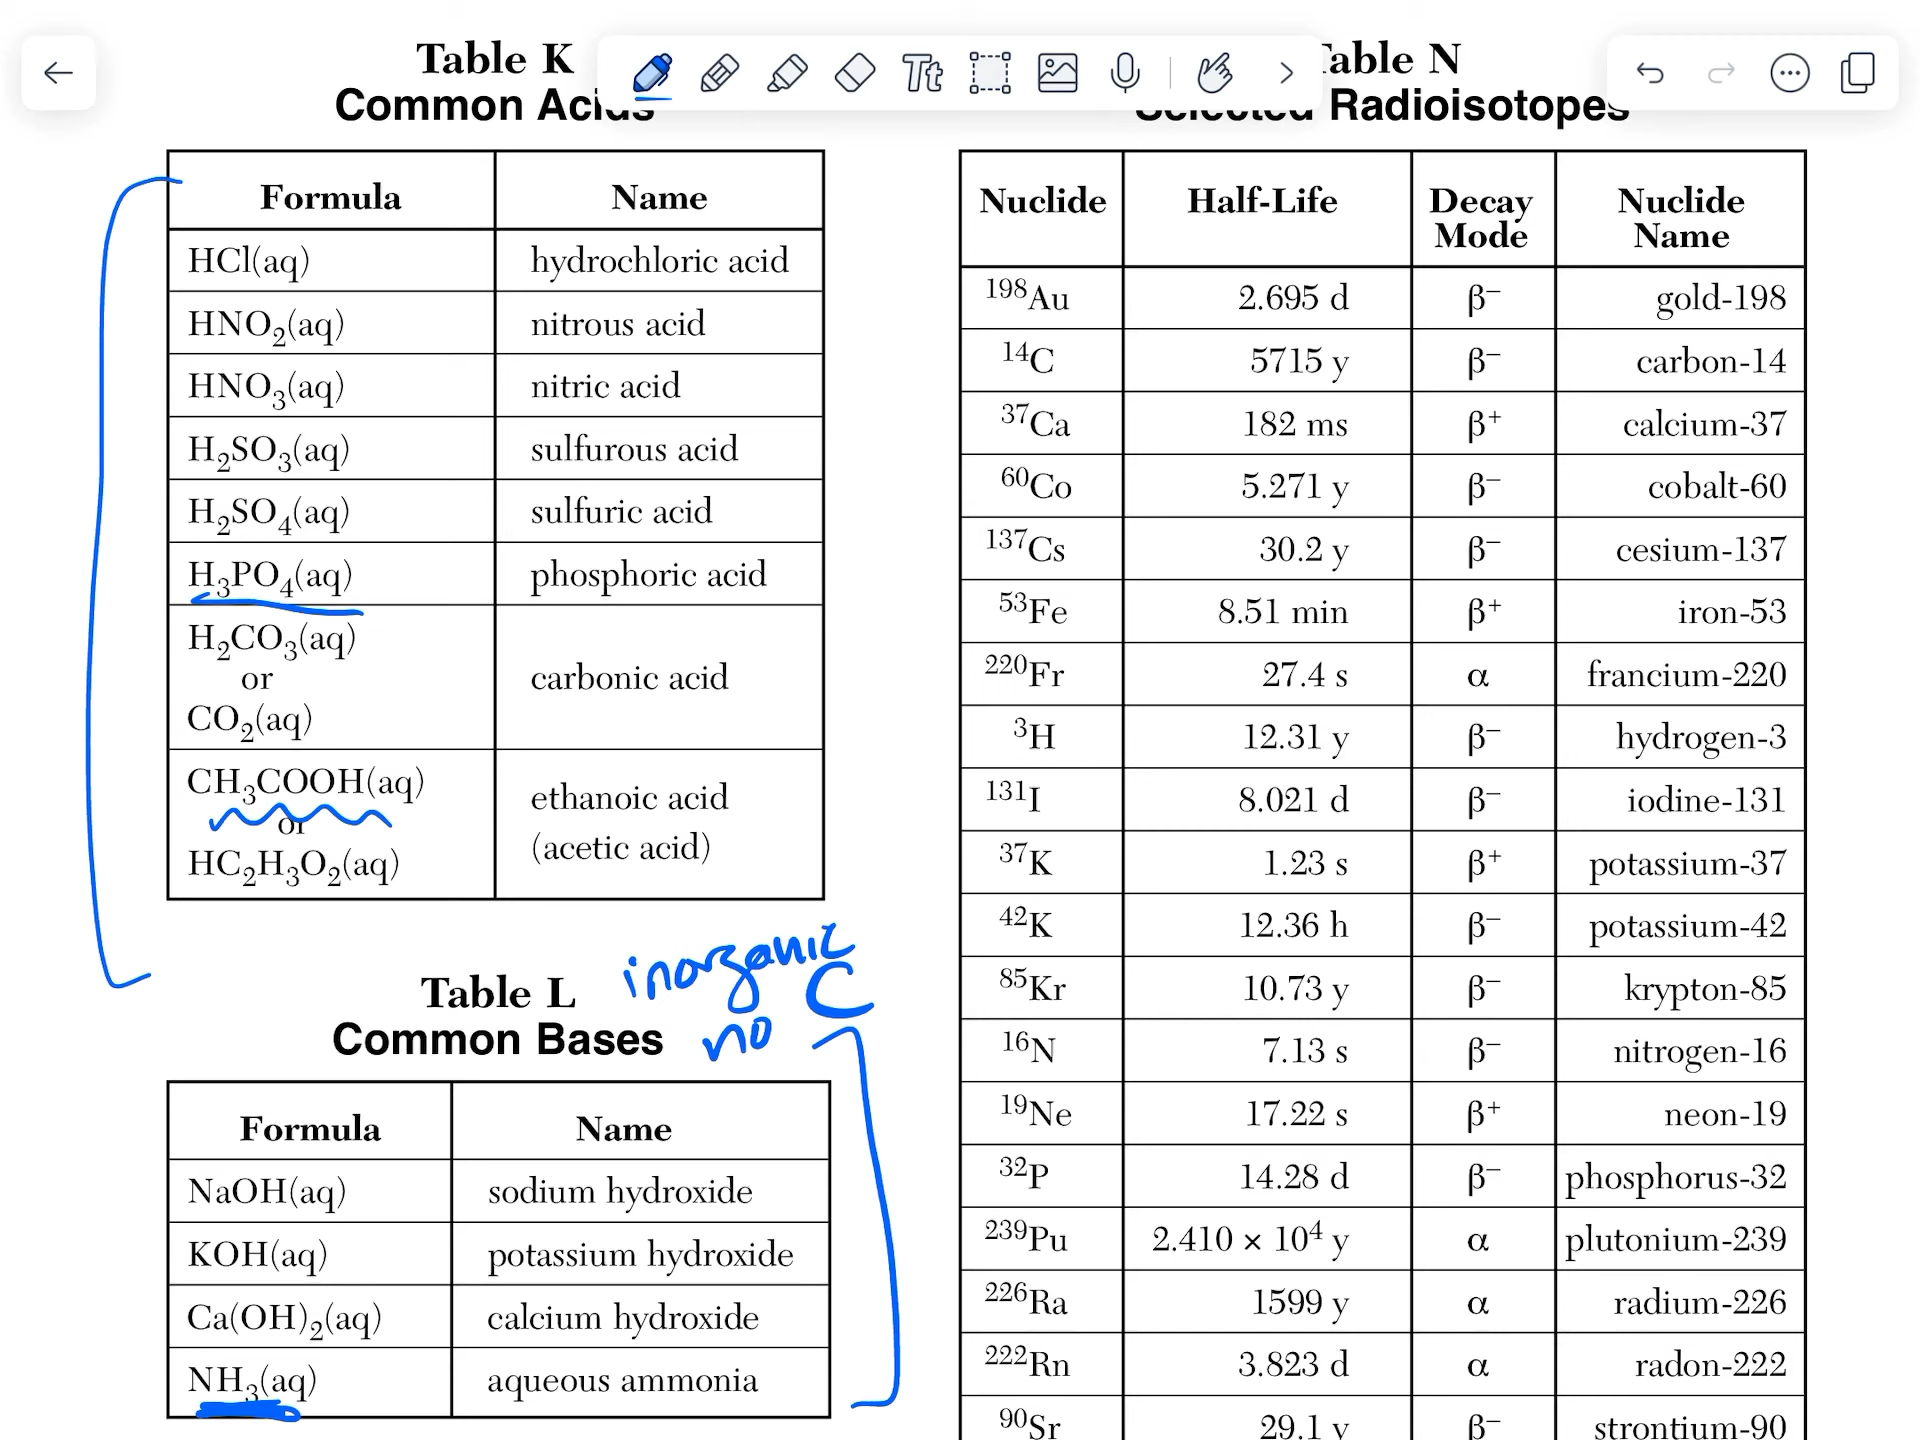 Table K
Common Acids
Formula Name
HCl(aq) hydrochloric acid
HNO₂(aq) nitrous acid
HNO₃(aq) nitric acid
H₂SO₃(aq) sulfurous acid
H₂SO₄(aq) sulfuric acid
H₃PO₄(aq) phosphoric acid
H₂CO₃(aq)
or
CO₂(aq)
carbonic acid
CH₃COOH(aq)
or
HC₂H₃O₂(aq)
ethanoic acid
(acetic acid)
inorganic
no C
Table L
Common Bases
Formula Name
NaOH(aq) sodium hydroxide
KOH(aq) potassium hydroxide
Ca(OH)₂(aq) calcium hydroxide
NH₃(aq) aqueous ammonia
Tt
Table N
Selected Radioisotopes
Nuclide Half-Life Decay Mode Nuclide Name
¹⁹⁸Au 2.695 d β⁻ gold-198
¹⁴C 5715 y β⁻ carbon-14
³⁷Ca 182 ms β⁺ calcium-37
⁶⁰Co 5.271 y β⁻ cobalt-60
¹³⁷Cs 30.2 y β⁻ cesium-137
⁵³Fe 8.51 min β⁺ iron-53
²²⁰Fr 27.4 s α francium-220
³H 12.31 y β⁻ hydrogen-3
¹³¹I 8.021 d β⁻ iodine-131
³⁷K 1.23 s β⁺ potassium-37
⁴²K 12.36 h β⁻ potassium-42
⁸⁵Kr 10.73 y β⁻ krypton-85
¹⁶N 7.13 s β⁻ nitrogen-16
¹⁹Ne 17.22 s β⁺ neon-19
³²P 14.28 d β⁻ phosphorus-32
²³⁹Pu 2.410 × 10⁴ y α plutonium-239
²²⁶Ra 1599 y α radium-226
²²²Rn 3.823 d α radon-222
⁹⁰Sr 29.1 y β⁻ strontium-90